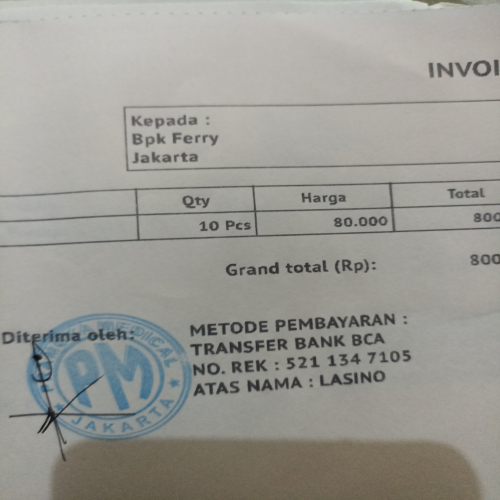 INVOI
Kepada :
Bpk Ferry
Jakarta
Qty Harga Total
10 Pcs 80.000 800
Grand total (Rp): 800
Diterima oleh:
METODE PEMBAYARAN :
TRANSFER BANK BCA
NO. REK : 521 134 7105
ATAS NAMA : LASINO
MEDICAL
PM
JAKARTA